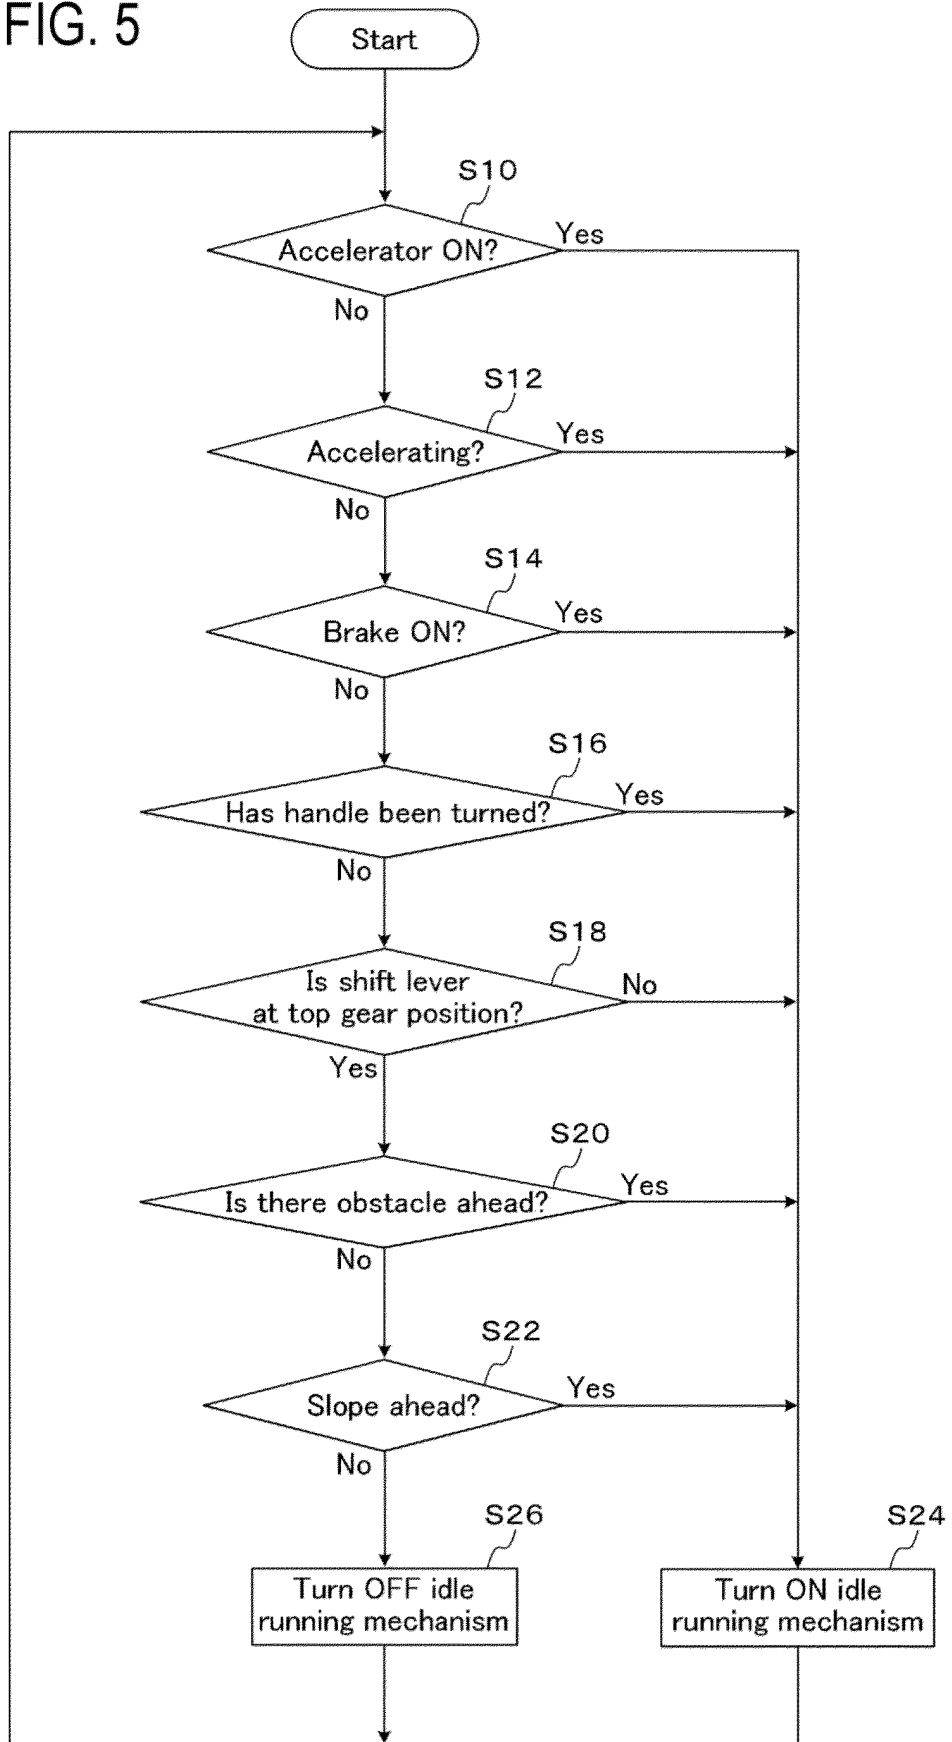 FIG. 5
Start
S10
Accelerator ON?
Yes
No
S12
Accelerating?
Yes
No
S14
Brake ON?
Yes
No
S16
Has handle been turned?
Yes
No
S18
Is shift lever
at top gear position?
No
Yes
S20
Is there obstacle ahead?
Yes
No
S22
Slope ahead?
Yes
No
S26
Turn OFF idle
running mechanism
S24
Turn ON idle
running mechanism